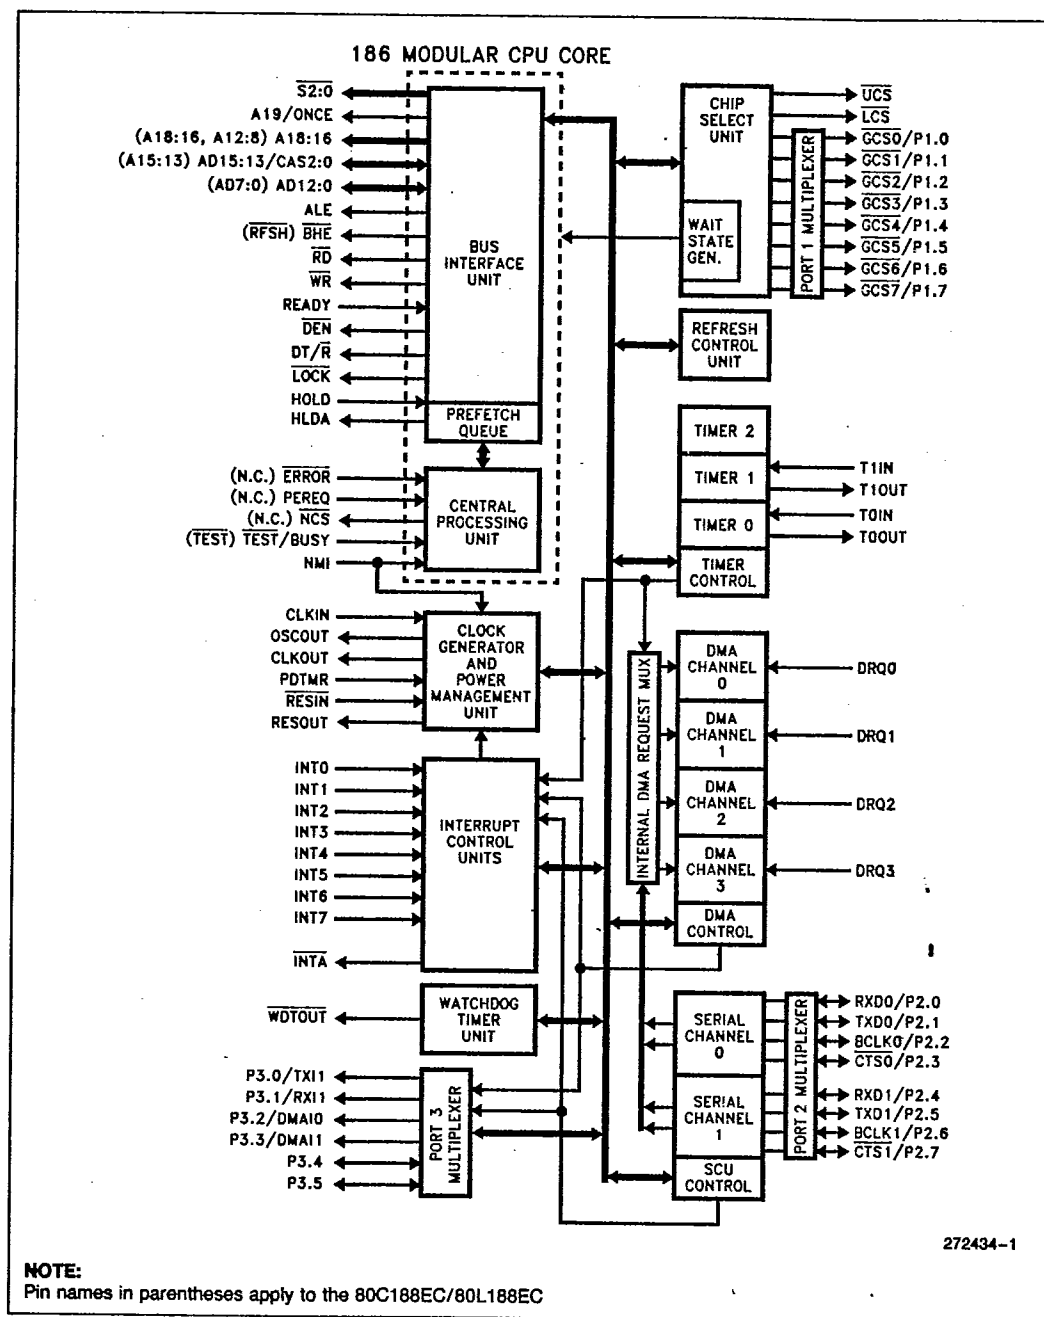 186 MODULAR CPU CORE
S2:0
A19/ONCE
(A18:16, A12:8) A18:16
(A15:13) AD15:13/CAS2:0
(AD7:0) AD12:0
ALE
(RFSH) BHE
RD
WR
READY
DEN
DT/R
LOCK
HOLD
HLDA
BUS
INTERFACE
UNIT
PREFETCH
QUEUE
(N.C.) ERROR
(N.C.) PEREQ
(N.C.) NCS
(TEST) TEST/BUSY
NMI
CENTRAL
PROCESSING
UNIT
CLKIN
OSCOUT
CLKOUT
PDTMR
RESIN
RESOUT
CLOCK
GENERATOR
AND
POWER
MANAGEMENT
UNIT
INT0
INT1
INT2
INT3
INT4
INT5
INT6
INT7
INTA
INTERRUPT
CONTROL
UNITS
WDTOUT
WATCHDOG
TIMER
UNIT
P3.0/TXI1
P3.1/RXI1
P3.2/DMAI0
P3.3/DMAI1
P3.4
P3.5
PORT 3
MULTIPLEXER
CHIP
SELECT
UNIT
WAIT
STATE
GEN.
PORT 1 MULTIPLEXER
UCS
LCS
GCS0/P1.0
GCS1/P1.1
GCS2/P1.2
GCS3/P1.3
GCS4/P1.4
GCS5/P1.5
GCS6/P1.6
GCS7/P1.7
REFRESH
CONTROL
UNIT
TIMER 2
TIMER 1
TIMER 0
TIMER
CONTROL
T1IN
T1OUT
T0IN
T0OUT
INTERNAL DMA REQUEST MUX
DMA
CHANNEL
0
DMA
CHANNEL
1
DMA
CHANNEL
2
DMA
CHANNEL
3
DMA
CONTROL
DRQ0
DRQ1
DRQ2
DRQ3
SERIAL
CHANNEL
0
SERIAL
CHANNEL
1
SCU
CONTROL
PORT 2 MULTIPLEXER
RXD0/P2.0
TXD0/P2.1
BCLK0/P2.2
CTS0/P2.3
RXD1/P2.4
TXD1/P2.5
BCLK1/P2.6
CTS1/P2.7
272434-1
NOTE:
Pin names in parentheses apply to the 80C188EC/80L188EC